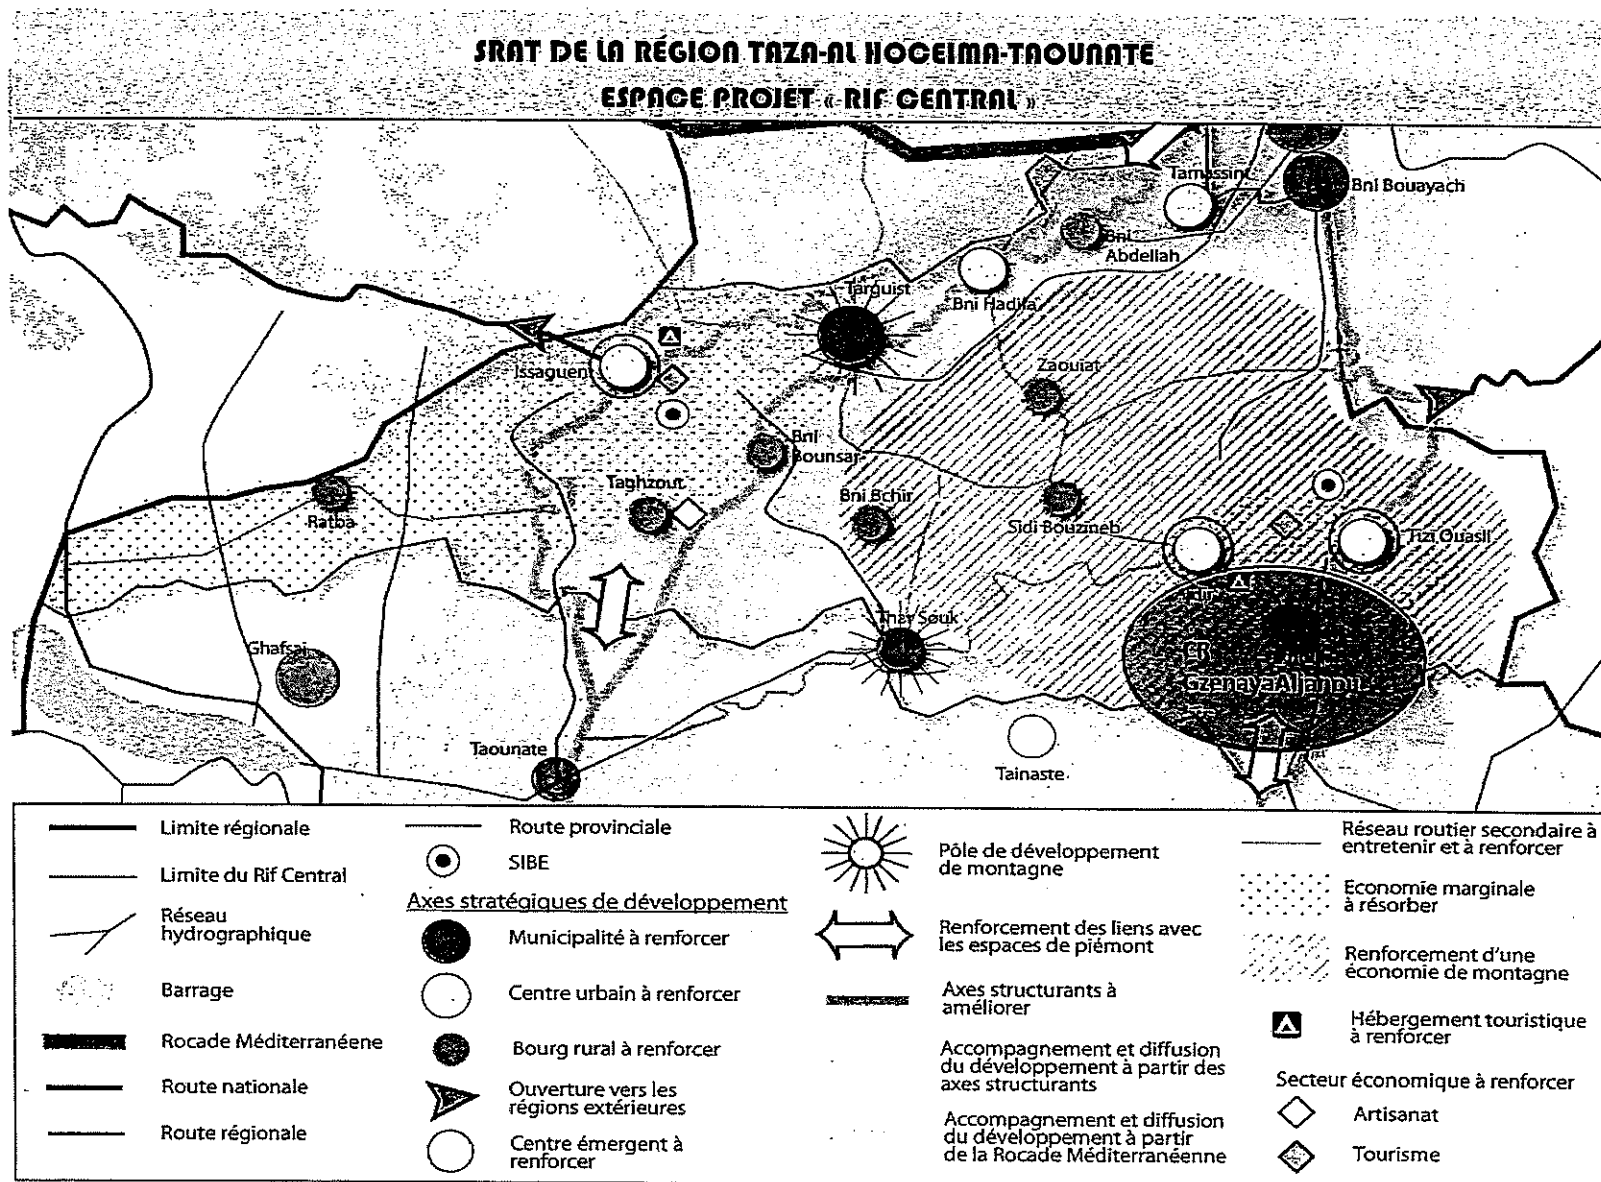 SRAT DE LA RÉGION TAZA-AL HOCEIMA-TAOUNATE
ESPACE PROJET « RIF CENTRAL »
Tamassint
Bni Bouayach
Bni
Abdellah
Targuist
Bni Hadifa
Issaguen
Zaouiat
Bni
Bounsar
Taghzout
Bni Bchir
Ratba
Sidi Bouzineb
Tizi Ouasli
Thar Souk
Ghafsai
CR
GzenayaAljanou
Taounate
Tainaste
Limite régionale
Limite du Rif Central
Réseau
hydrographique
Barrage
Rocade Méditerranéene
Route nationale
Route régionale
Route provinciale
SIBE
Axes stratégiques de développement
Municipalité à renforcer
Centre urbain à renforcer
Bourg rural à renforcer
Ouverture vers les
régions extérieures
Centre émergent à
renforcer
Pôle de développement
de montagne
Renforcement des liens avec
les espaces de piémont
Axes structurants à
améliorer
Accompagnement et diffusion
du développement à partir des
axes structurants
Accompagnement et diffusion
du développement à partir
de la Rocade Méditerranéenne
Réseau routier secondaire à
entretenir et à renforcer
Economie marginale
à résorber
Renforcement d'une
économie de montagne
Hébergement touristique
à renforcer
Secteur économique à renforcer
Artisanat
Tourisme